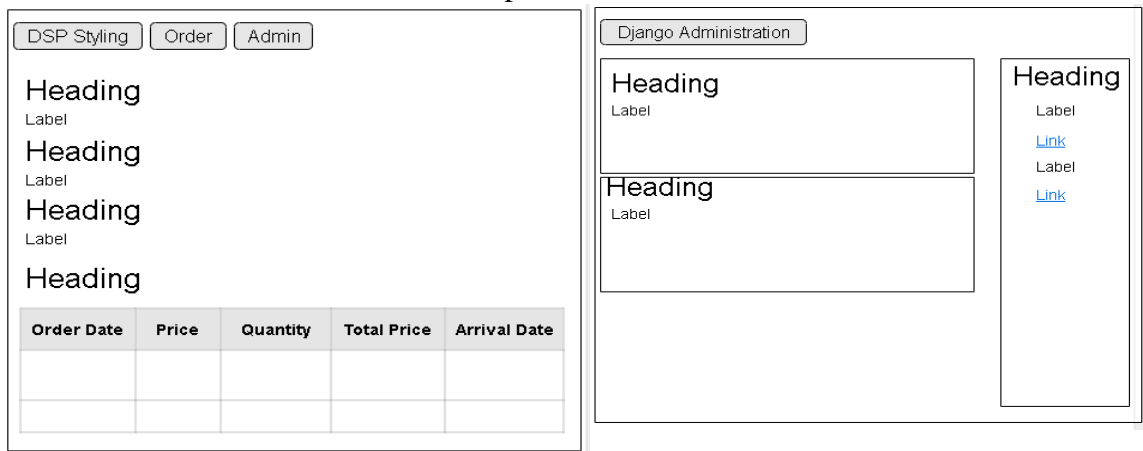 DSP Styling Order Admin
Heading
Label
Heading
Label
Heading
Label
Heading
Order Date Price Quantity Total Price Arrival Date
Django Administration
Heading
Label
Heading
Label
Heading
Label
Link
Label
Link